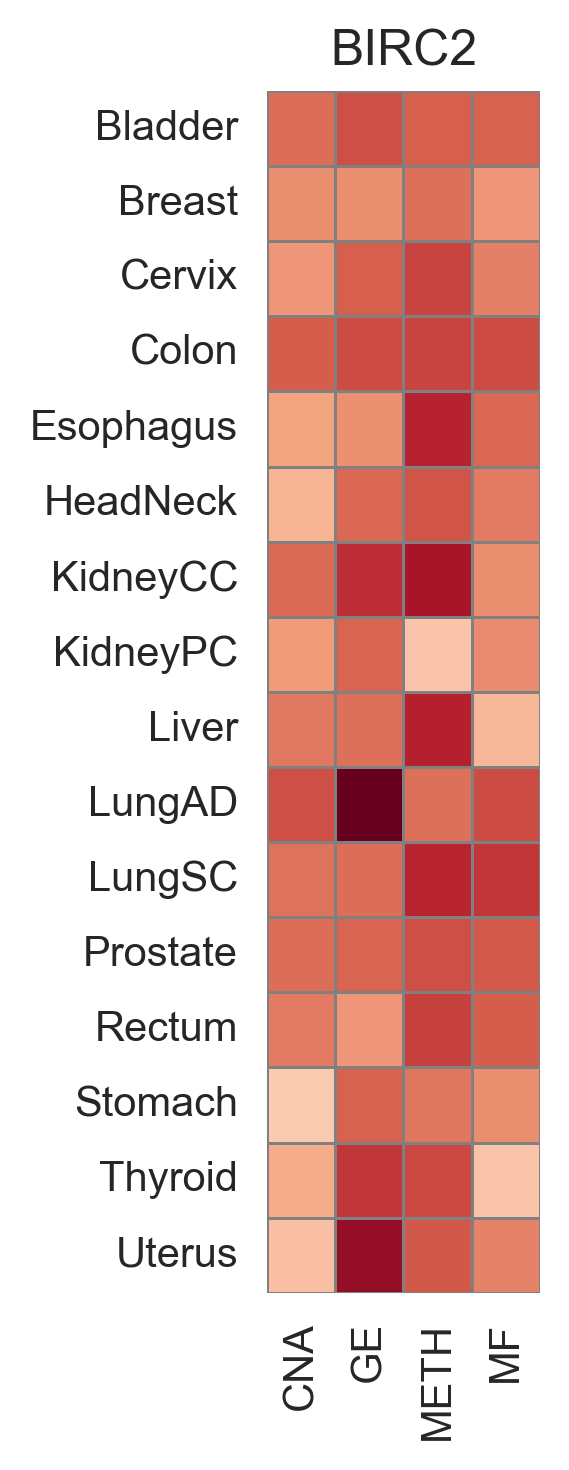 BIRC2
Bladder
Breast
Cervix
Colon
Esophagus
HeadNeck
KidneyCC
KidneyPC
Liver
LungAD
LungSC
Prostate
Rectum
Stomach
Thyroid
Uterus
CNA
GE
METH
MF